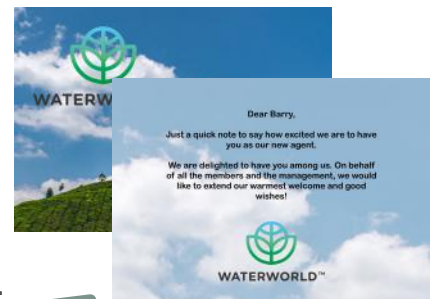 WATERW
Dear Barry,
Just a quick note to say how excited we are to have
you as our new agent.
We are delighted to have you among us. On behalf
of all the members and the management, we would
like to extend our warmest welcome and good
wishes!
WATERWORLD™